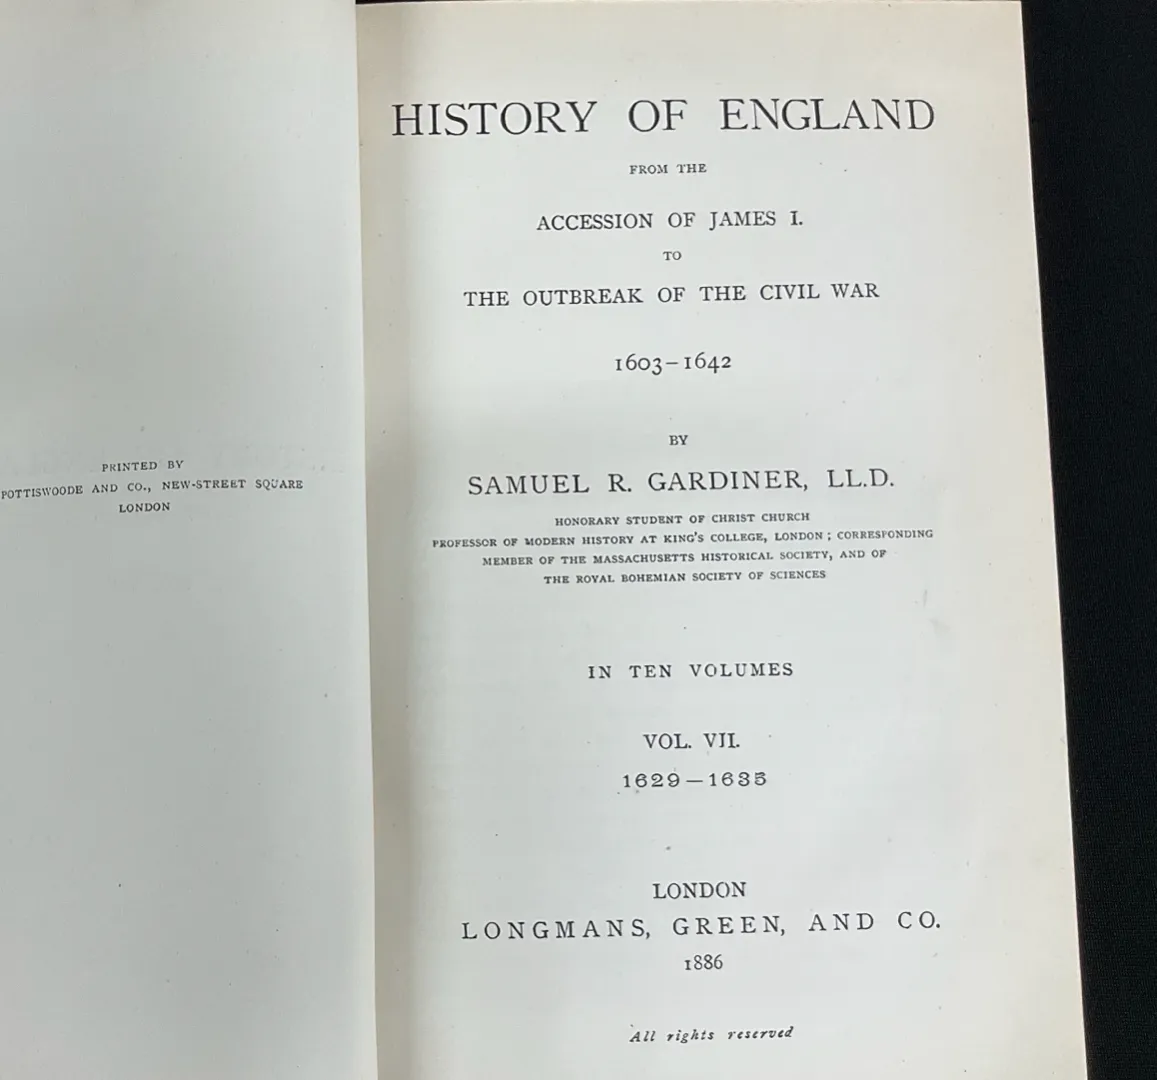 PRINTED BY
POTTISWOODE AND CO., NEW-STREET SQUARE
LONDON
HISTORY OF ENGLAND
FROM THE
ACCESSION OF JAMES I.
TO
THE OUTBREAK OF THE CIVIL WAR
1603–1642
BY
SAMUEL R. GARDINER, LL.D.
HONORARY STUDENT OF CHRIST CHURCH
PROFESSOR OF MODERN HISTORY AT KING'S COLLEGE, LONDON; CORRESPONDING
MEMBER OF THE MASSACHUSETTS HISTORICAL SOCIETY, AND OF
THE ROYAL BOHEMIAN SOCIETY OF SCIENCES
IN TEN VOLUMES
VOL. VII.
1629–1635
LONDON
LONGMANS, GREEN, AND CO.
1886
All rights reserved